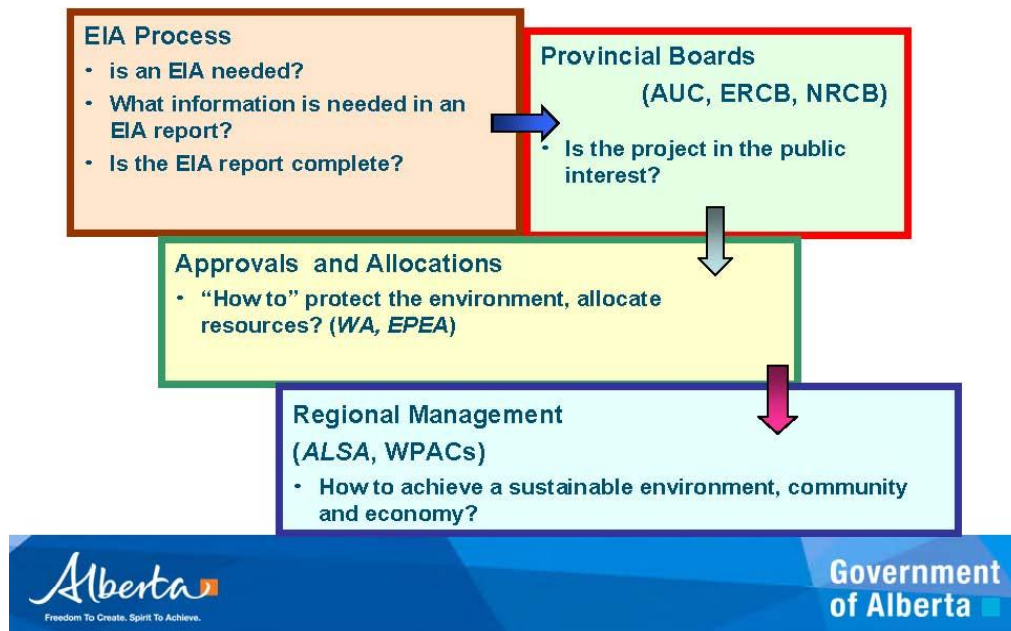 EIA Process
• is an EIA needed?
• What information is needed in an
EIA report?
• Is the EIA report complete?
Provincial Boards
(AUC, ERCB, NRCB)
• Is the project in the public
interest?
Approvals and Allocations
• “How to” protect the environment, allocate
resources? (WA, EPEA)
Regional Management
(ALSA, WPACs)
• How to achieve a sustainable environment, community
and economy?
Alberta
Freedom To Create. Spirit To Achieve.
Government
of Alberta